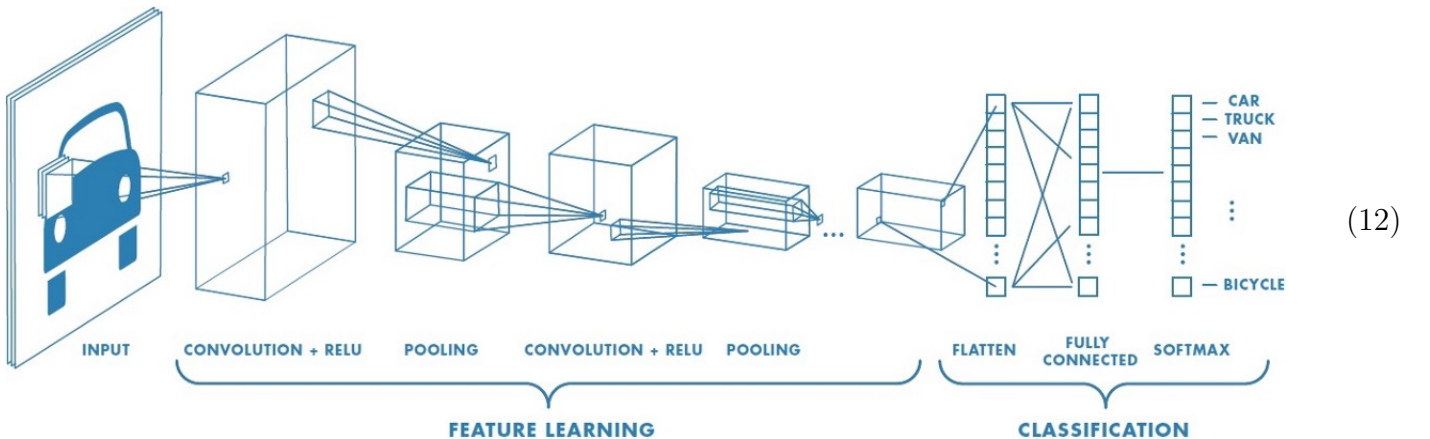 CAR
TRUCK
VAN
(12)
BICYCLE
INPUT
CONVOLUTION + RELU
POOLING
CONVOLUTION + RELU
POOLING
FLATTEN
FULLY
CONNECTED
SOFTMAX
FEATURE LEARNING
CLASSIFICATION